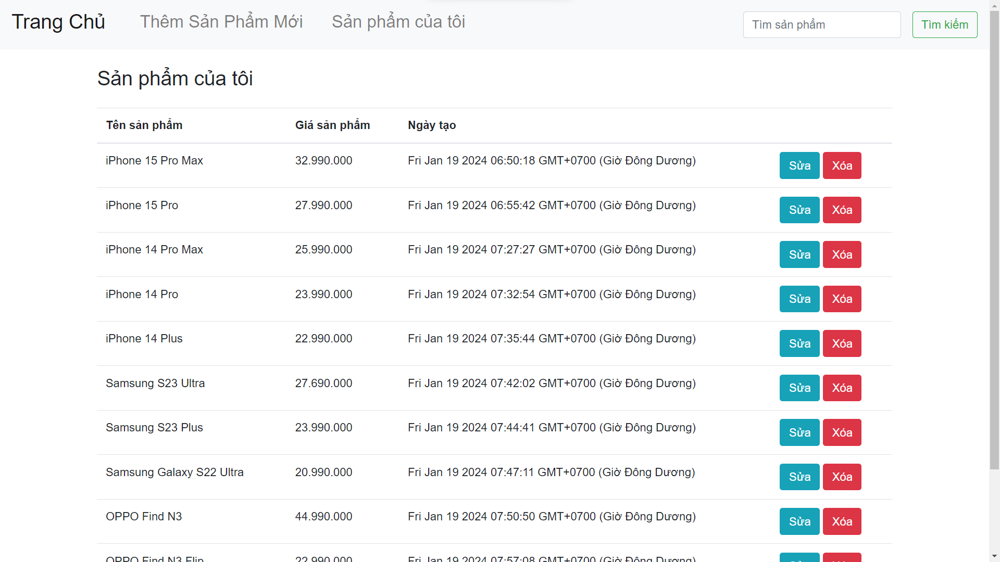 Trang Chủ Thêm Sản Phẩm Mới Sản phẩm của tôi Tìm sản phẩm Tìm kiếm
Sản phẩm của tôi
Tên sản phẩm Giá sản phẩm Ngày tạo
iPhone 15 Pro Max 32.990.000 Fri Jan 19 2024 06:50:18 GMT+0700 (Giờ Đông Dương) Sửa Xóa
iPhone 15 Pro 27.990.000 Fri Jan 19 2024 06:55:42 GMT+0700 (Giờ Đông Dương) Sửa Xóa
iPhone 14 Pro Max 25.990.000 Fri Jan 19 2024 07:27:27 GMT+0700 (Giờ Đông Dương) Sửa Xóa
iPhone 14 Pro 23.990.000 Fri Jan 19 2024 07:32:54 GMT+0700 (Giờ Đông Dương) Sửa Xóa
iPhone 14 Plus 22.990.000 Fri Jan 19 2024 07:35:44 GMT+0700 (Giờ Đông Dương) Sửa Xóa
Samsung S23 Ultra 27.690.000 Fri Jan 19 2024 07:42:02 GMT+0700 (Giờ Đông Dương) Sửa Xóa
Samsung S23 Plus 23.990.000 Fri Jan 19 2024 07:44:41 GMT+0700 (Giờ Đông Dương) Sửa Xóa
Samsung Galaxy S22 Ultra 20.990.000 Fri Jan 19 2024 07:47:11 GMT+0700 (Giờ Đông Dương) Sửa Xóa
OPPO Find N3 44.990.000 Fri Jan 19 2024 07:50:50 GMT+0700 (Giờ Đông Dương) Sửa Xóa
OPPO Find N3 Flip 22.990.000 Fri Jan 19 2024 07:57:08 GMT+0700 (Giờ Đông Dương)